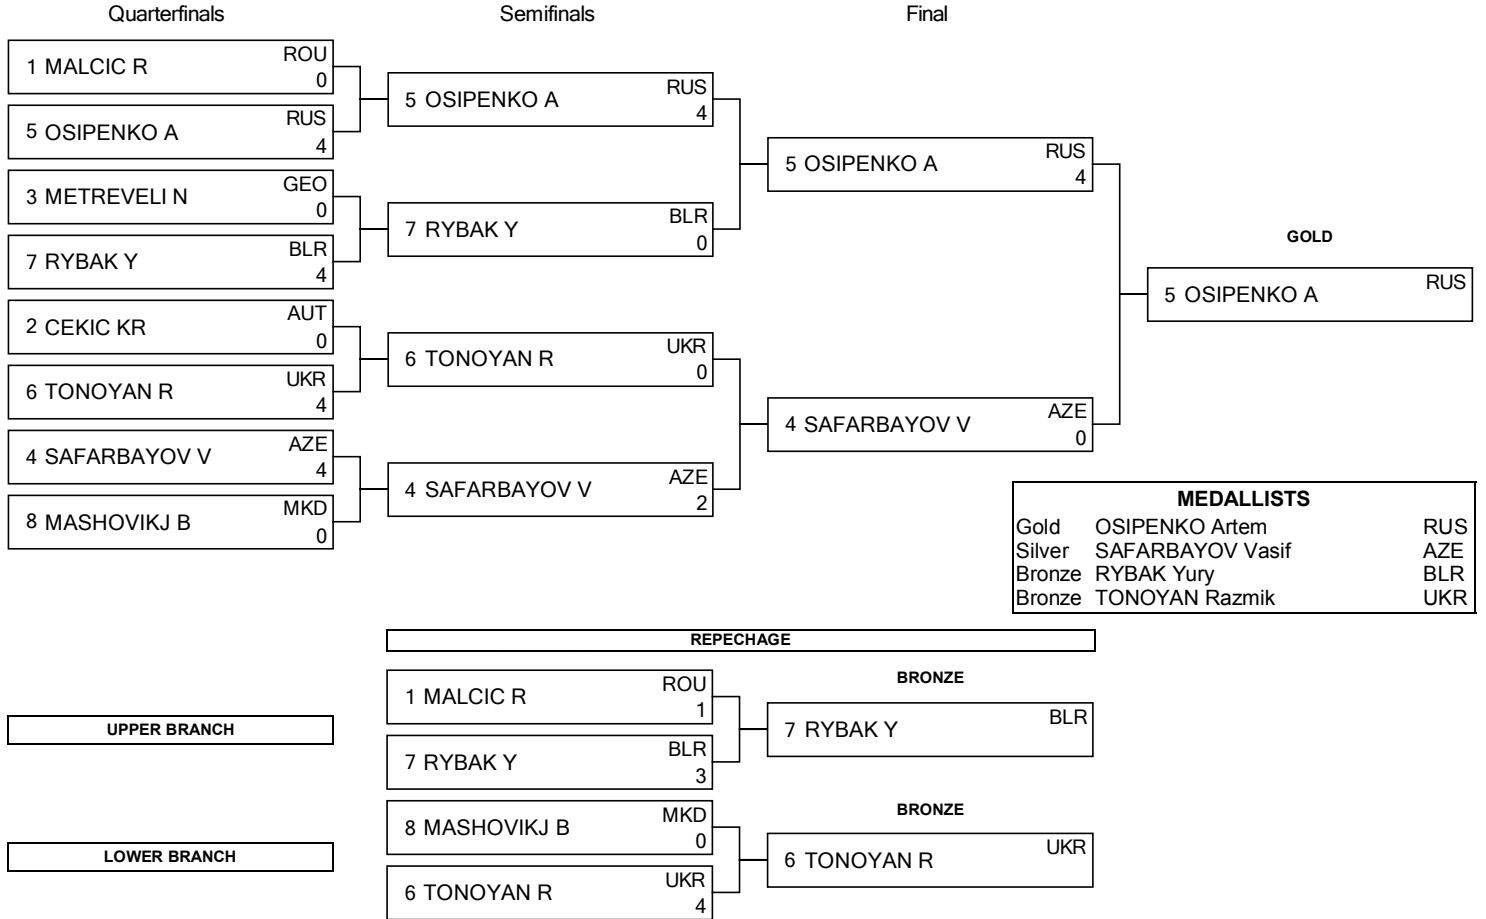 Quarterfinals
Semifinals
Final
1 MALCIC R ROU
0
5 OSIPENKO A RUS
4
3 METREVELI N GEO
0
7 RYBAK Y BLR
4
2 CEKIC KR AUT
0
6 TONOYAN R UKR
4
4 SAFARBAYOV V AZE
4
8 MASHOVIKJ B MKD
0
5 OSIPENKO A RUS
4
7 RYBAK Y BLR
0
6 TONOYAN R UKR
0
4 SAFARBAYOV V AZE
2
5 OSIPENKO A RUS
4
4 SAFARBAYOV V AZE
0
GOLD
5 OSIPENKO A RUS
MEDALLISTS
Gold OSIPENKO Artem RUS
Silver SAFARBAYOV Vasif AZE
Bronze RYBAK Yury BLR
Bronze TONOYAN Razmik UKR
REPECHAGE
UPPER BRANCH
1 MALCIC R ROU
1
7 RYBAK Y BLR
3
BRONZE
7 RYBAK Y BLR
LOWER BRANCH
8 MASHOVIKJ B MKD
0
6 TONOYAN R UKR
4
BRONZE
6 TONOYAN R UKR